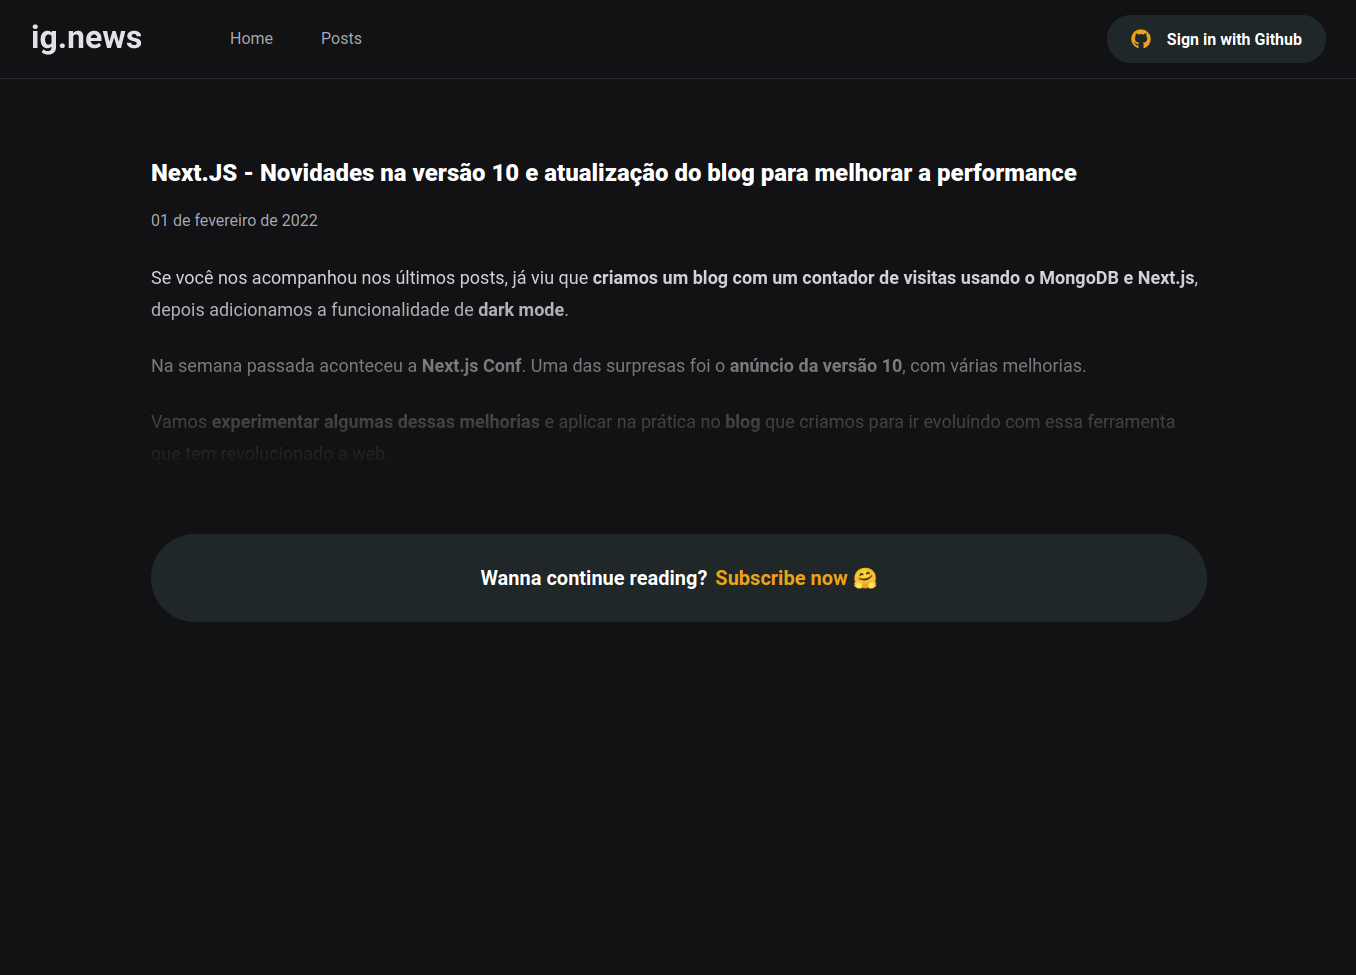 ig.news
Home
Posts
Sign in with Github
Next.JS - Novidades na versão 10 e atualização do blog para melhorar a performance
01 de fevereiro de 2022
Se você nos acompanhou nos últimos posts, já viu que criamos um blog com um contador de visitas usando o MongoDB e Next.js,
depois adicionamos a funcionalidade de dark mode.
Na semana passada aconteceu a Next.js Conf. Uma das surpresas foi o anúncio da versão 10, com várias melhorias.
Vamos experimentar algumas dessas melhorias e aplicar na prática no blog que criamos para ir evoluindo com essa ferramenta
que tem revolucionado a web.
Wanna continue reading? Subscribe now 🤗